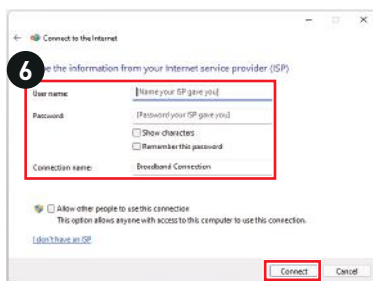 Connect to the Internet
6
the information from your Internet service provider (ISP)
User name:
[Name your ISP gave you]
Password:
[Password your ISP gave you]
Show characters
Remember this password
Connection name:
Broadband Connection
Allow other people to use this connection
This option allows anyone with access to this computer to use this connection.
I don't have an ISP
Connect
Cancel